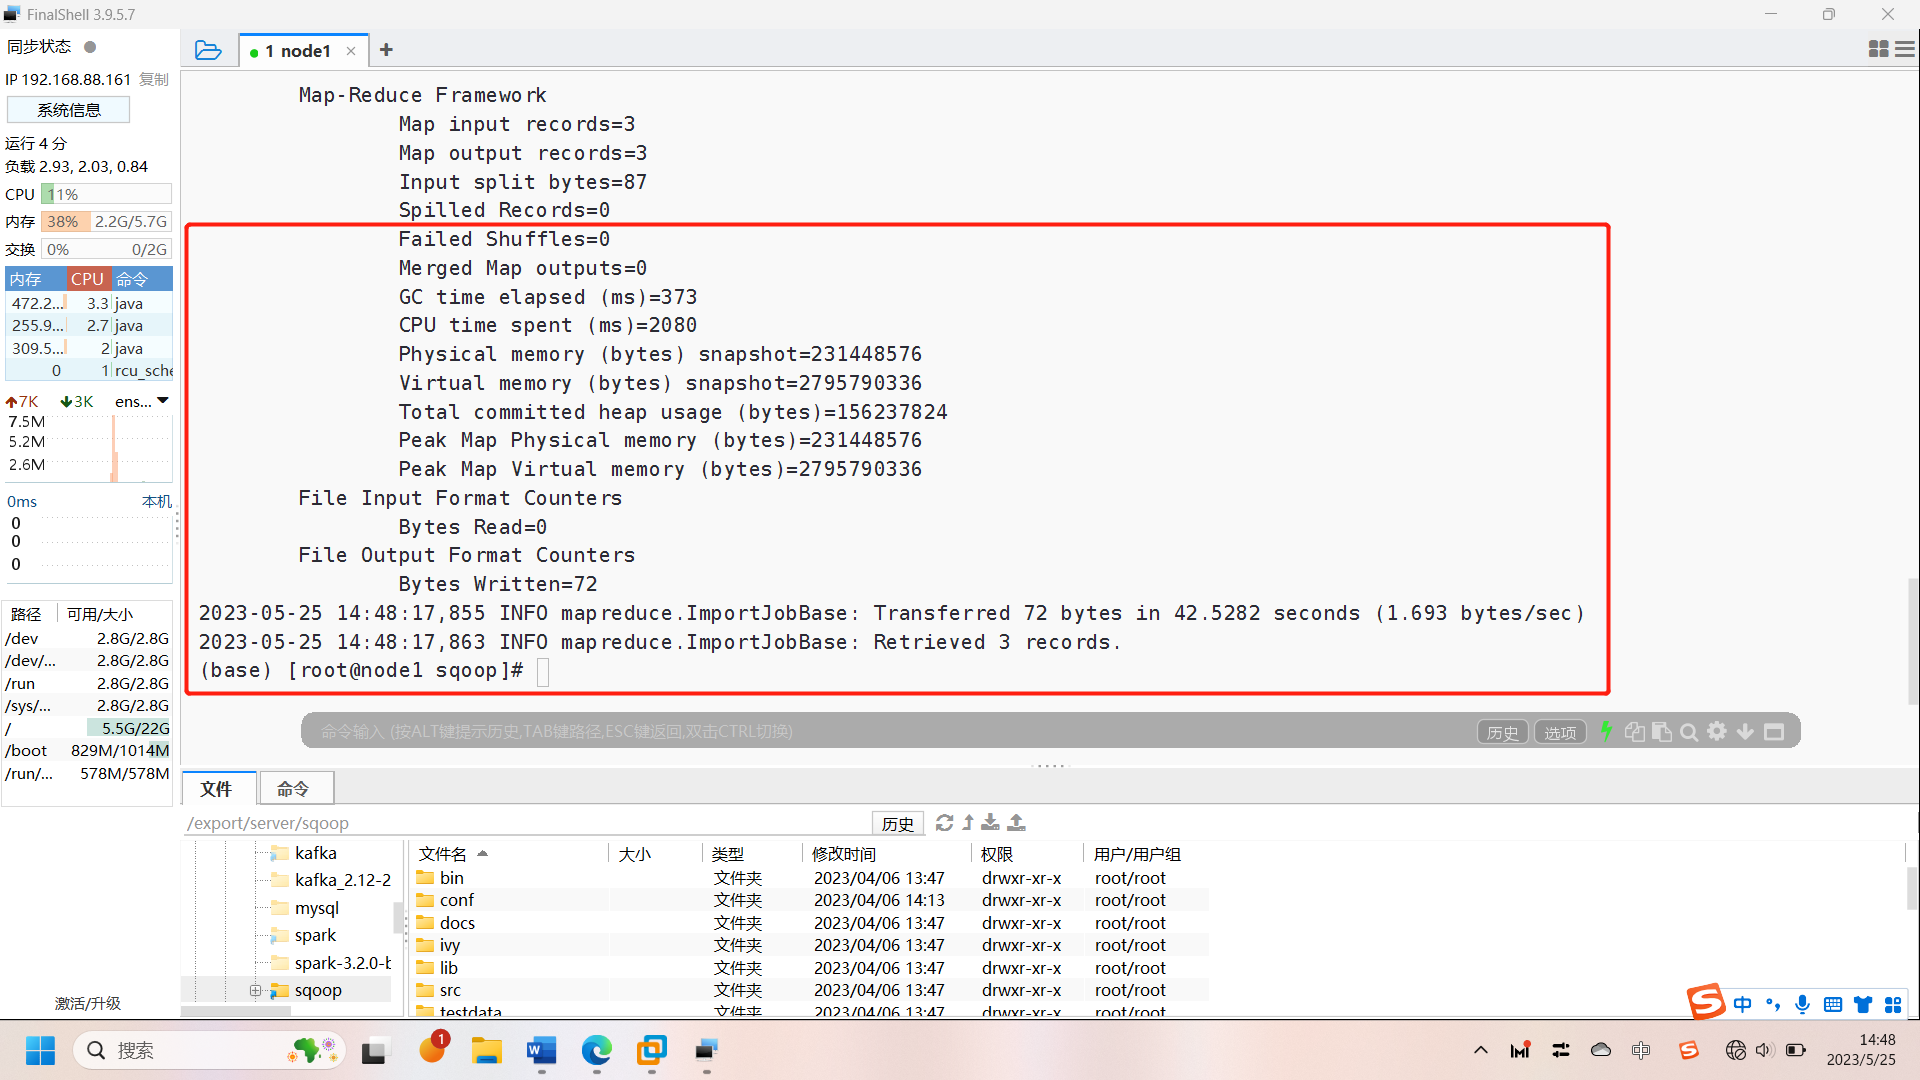 FinalShell 3.9.5.7
同步状态
IP 192.168.88.161 复制
系统信息
运行 4 分
负载 2.93, 2.03, 0.84
CPU 11%
内存 38% 2.2G/5.7G
交换 0% 0/2G
内存 CPU 命令
472.2... 3.3 java
255.9... 2.7 java
309.5... 2 java
0 1 rcu_sche
7K 3K ens...
7.5M
5.2M
2.6M
0ms 本机
0
0
0
路径 可用/大小
/dev 2.8G/2.8G
/dev/... 2.8G/2.8G
/run 2.8G/2.8G
/sys/... 2.8G/2.8G
/ 5.5G/22G
/boot 829M/1014M
/run/... 578M/578M
激活/升级
1 node1
Map-Reduce Framework
Map input records=3
Map output records=3
Input split bytes=87
Spilled Records=0
Failed Shuffles=0
Merged Map outputs=0
GC time elapsed (ms)=373
CPU time spent (ms)=2080
Physical memory (bytes) snapshot=231448576
Virtual memory (bytes) snapshot=2795790336
Total committed heap usage (bytes)=156237824
Peak Map Physical memory (bytes)=231448576
Peak Map Virtual memory (bytes)=2795790336
File Input Format Counters
Bytes Read=0
File Output Format Counters
Bytes Written=72
2023-05-25 14:48:17,855 INFO mapreduce.ImportJobBase: Transferred 72 bytes in 42.5282 seconds (1.693 bytes/sec)
2023-05-25 14:48:17,863 INFO mapreduce.ImportJobBase: Retrieved 3 records.
(base) [root@node1 sqoop]#
命令输入 (按ALT键提示历史,TAB键路径,ESC键返回,双击CTRL切换) 历史 选项
文件 命令
/export/server/sqoop 历史
kafka
kafka_2.12-2
mysql
spark
spark-3.2.0-b
sqoop
文件名 大小 类型 修改时间 权限 用户/用户组
bin 文件夹 2023/04/06 13:47 drwxr-xr-x root/root
conf 文件夹 2023/04/06 14:13 drwxr-xr-x root/root
docs 文件夹 2023/04/06 13:47 drwxr-xr-x root/root
ivy 文件夹 2023/04/06 13:47 drwxr-xr-x root/root
lib 文件夹 2023/04/06 13:47 drwxr-xr-x root/root
src 文件夹 2023/04/06 13:47 drwxr-xr-x root/root
testdata 文件夹 2023/04/06 13:47 drwxr-xr-x root/root
中
搜索
1
中
14:48
2023/5/25